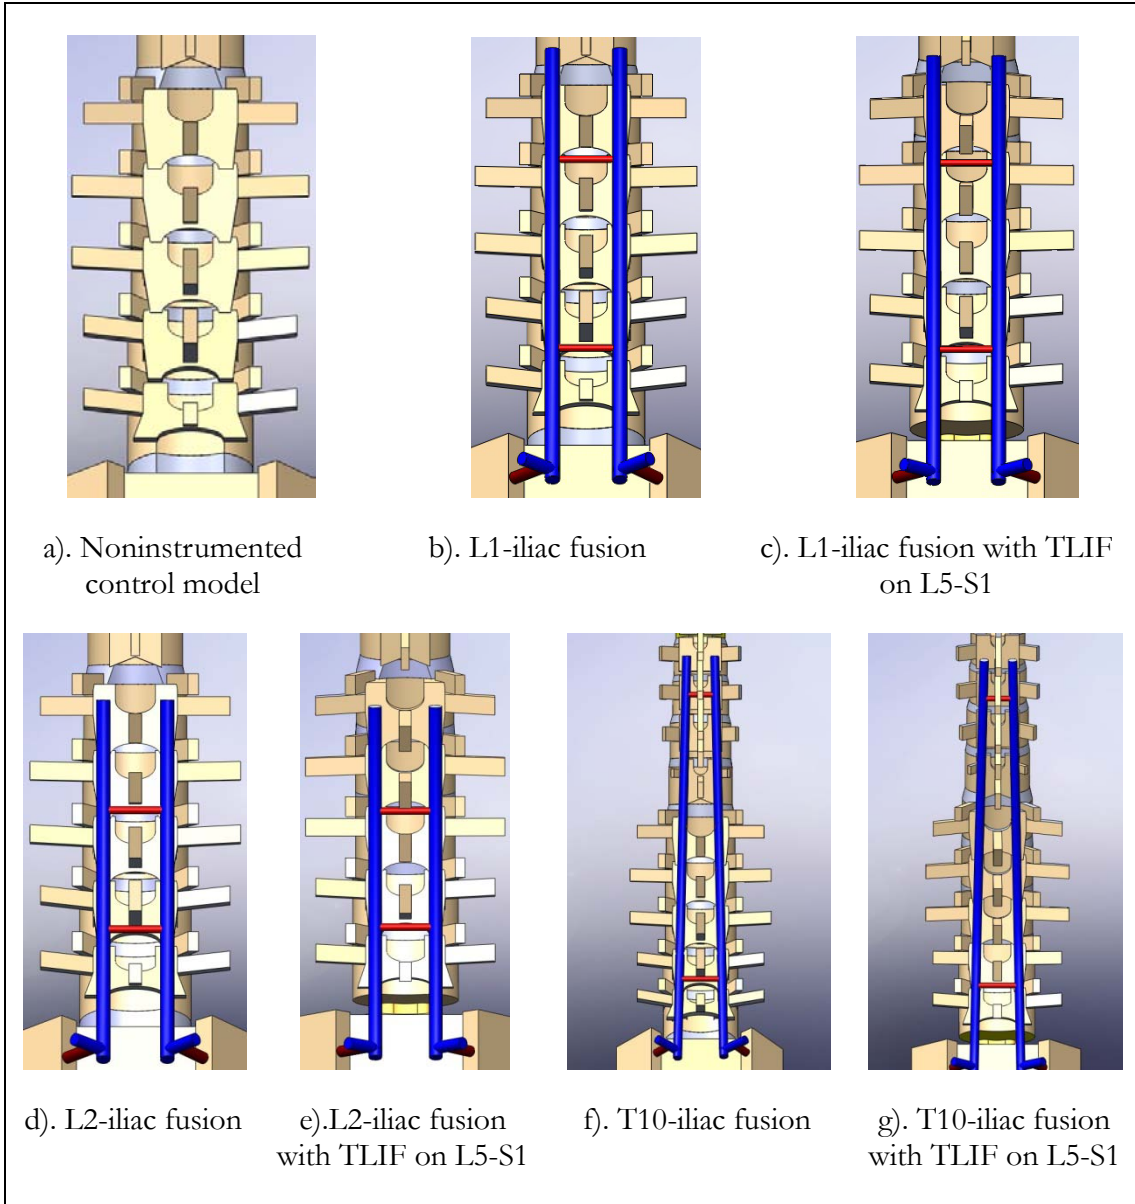 a). Noninstrumented
control model
b). L1-iliac fusion
c). L1-iliac fusion with TLIF
on L5-S1
d). L2-iliac fusion
e).L2-iliac fusion
with TLIF on L5-S1
f). T10-iliac fusion
g). T10-iliac fusion
with TLIF on L5-S1